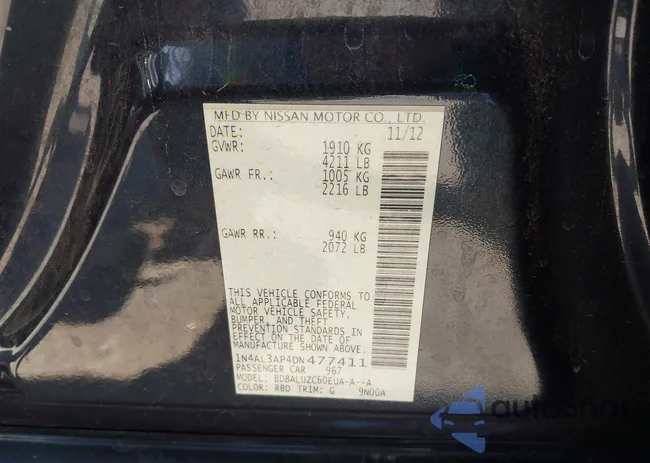 MFD BY NISSAN MOTOR CO., LTD.
DATE: 11/12
GVWR: 1910 KG
4211 LB
GAWR FR.: 1005 KG
2216 LB
GAWR RR.: 940 KG
2072 LB
THIS VEHICLE CONFORMS TO
ALL APPLICABLE FEDERAL
MOTOR VEHICLE SAFETY,
BUMPER, AND THEFT
PREVENTION STANDARDS IN
EFFECT ON THE DATE OF
MANUFACTURE SHOWN ABOVE.
1N4AL3AP4DN477411
PASSENGER CAR 967
MODEL: BDBALUZC60EUA-A--A
COLOR: RBD TRIM: G 9N00A